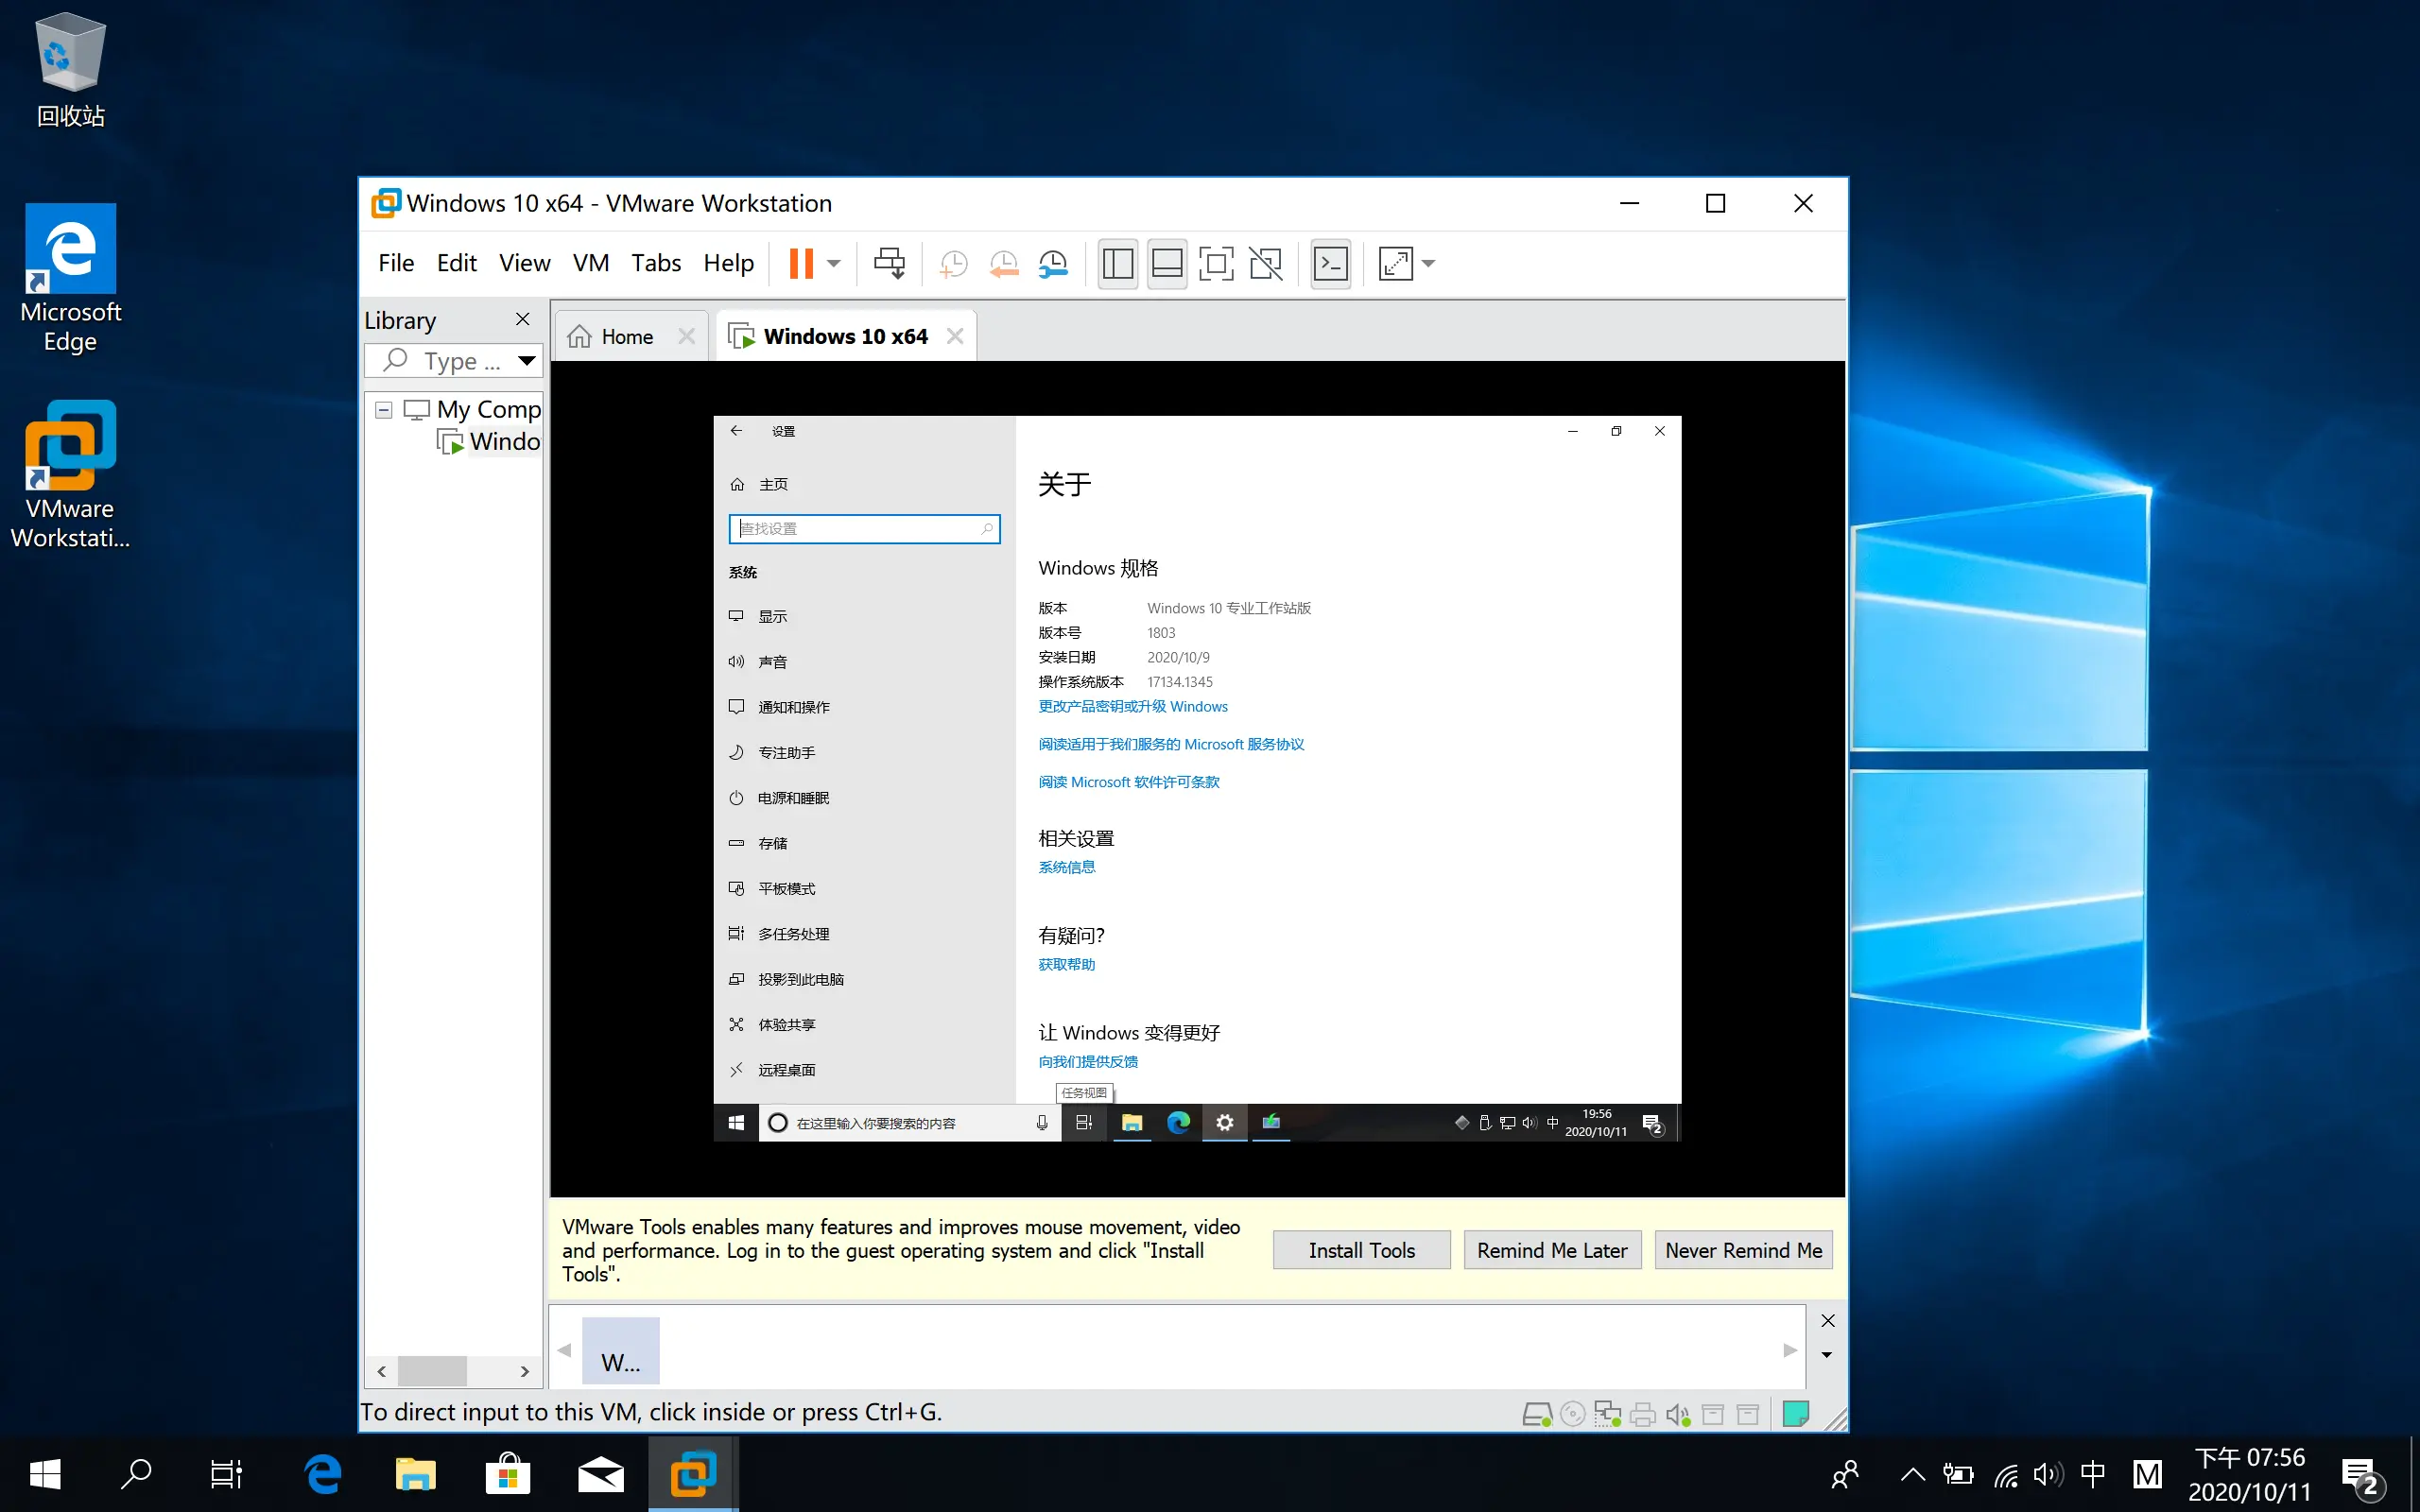 回收站
Microsoft
Edge
VMware
Workstati...
Windows 10 x64 - VMware Workstation
File Edit View VM Tabs Help
Library
Type ...
My Comp
Windo
Home
Windows 10 x64
设置
主页
查找设置
系统
显示
声音
通知和操作
专注助手
电源和睡眠
存储
平板模式
多任务处理
投影到此电脑
体验共享
远程桌面
关于
Windows 规格
版本 Windows 10 专业工作站版
版本号 1803
安装日期 2020/10/9
操作系统版本 17134.1345
更改产品密钥或升级 Windows
阅读适用于我们服务的 Microsoft 服务协议
阅读 Microsoft 软件许可条款
相关设置
系统信息
有疑问?
获取帮助
让 Windows 变得更好
向我们提供反馈
任务视图
在这里输入你要搜索的内容
中
19:56
2020/10/11
2
VMware Tools enables many features and improves mouse movement, video
and performance. Log in to the guest operating system and click "Install
Tools".
Install Tools
Remind Me Later
Never Remind Me
W...
To direct input to this VM, click inside or press Ctrl+G.
中
M
下午 07:56
2020/10/11
2